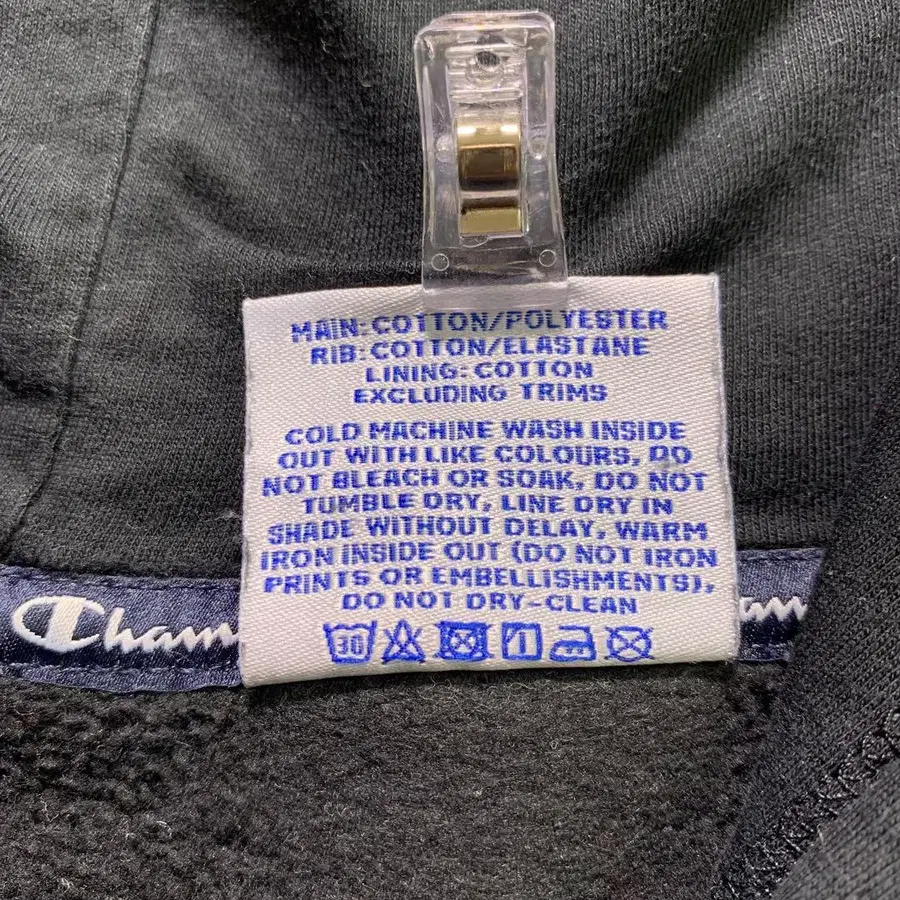 MAIN: COTTON/POLYESTER
RIB: COTTON/ELASTANE
LINING: COTTON
EXCLUDING TRIMS
COLD MACHINE WASH INSIDE
OUT WITH LIKE COLOURS, DO
NOT BLEACH OR SOAK, DO NOT
TUMBLE DRY, LINE DRY IN
SHADE WITHOUT DELAY, WARM
IRON INSIDE OUT (DO NOT IRON
PRINTS OR EMBELLISHMENTS),
DO NOT DRY-CLEAN
30
Cham
an